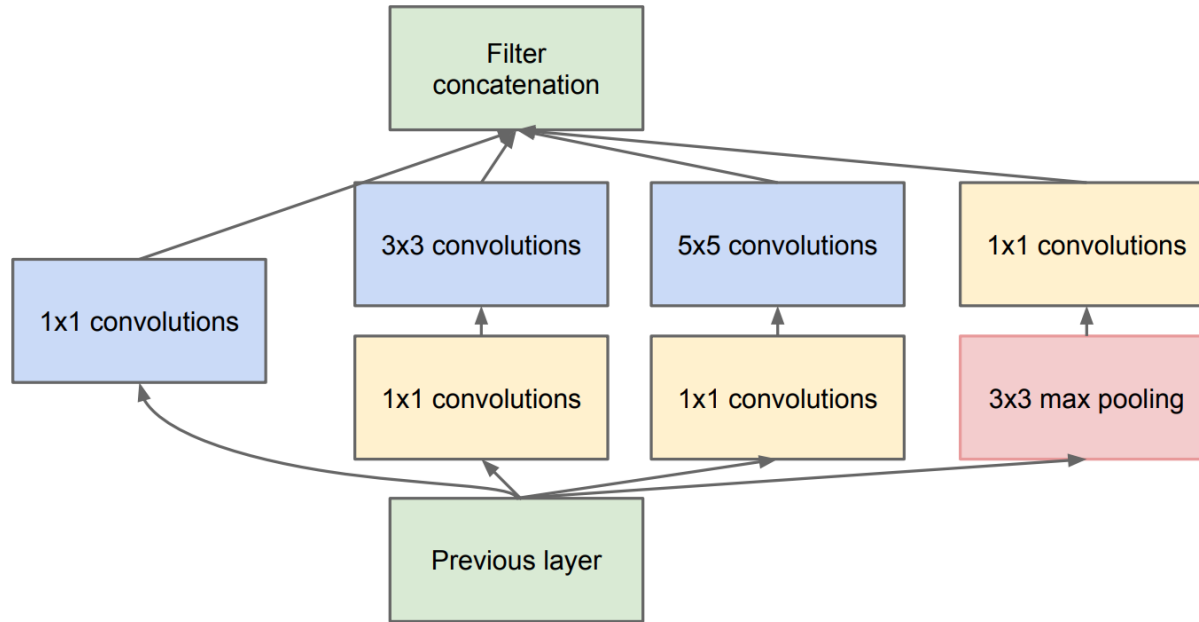 Filter
concatenation
3x3 convolutions
5x5 convolutions
1x1 convolutions
1x1 convolutions
1x1 convolutions
1x1 convolutions
3x3 max pooling
Previous layer